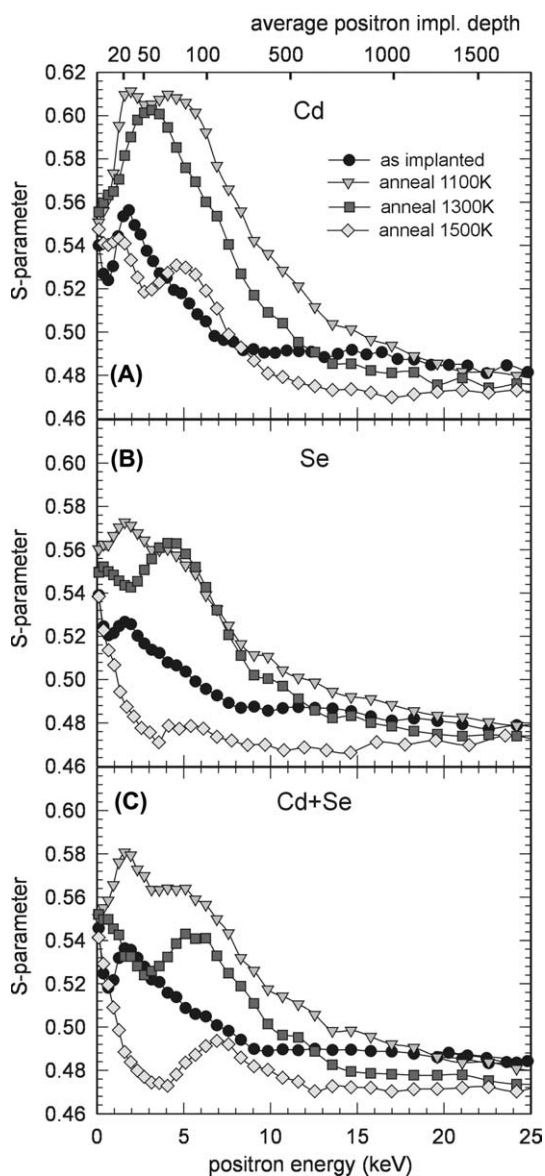 average positron impl. depth
20 50 100 500 1000 1500
0.62
0.60
0.58
0.56
0.54
0.52
0.50
0.48
0.46
S-parameter
Cd
as implanted
anneal 1100K
anneal 1300K
anneal 1500K
(A)
(B)
Se
0.60
0.58
0.56
0.54
0.52
0.50
0.48
0.46
S-parameter
(C)
Cd+Se
0.60
0.58
0.56
0.54
0.52
0.50
0.48
0.46
S-parameter
0 5 10 15 20 25
positron energy (keV)